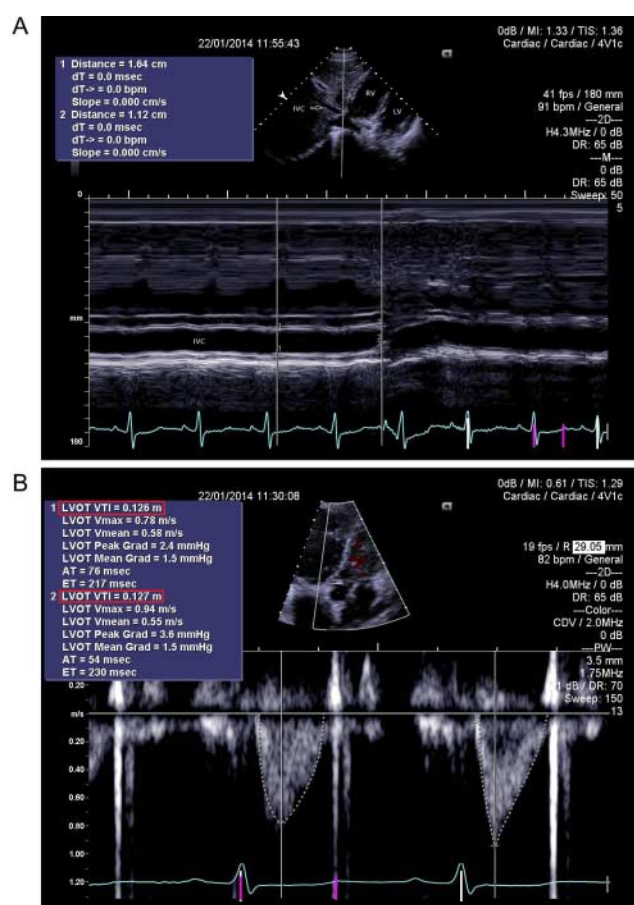 A
22/01/2014 11:55:43
0dB / MI: 1.33 / TIS: 1.36
Cardiac / Cardiac / 4V1c
1 Distance = 1.64 cm
dT = 0.0 msec
dT-> = 0.0 bpm
Slope = 0.000 cm/s
2 Distance = 1.12 cm
dT = 0.0 msec
dT-> = 0.0 bpm
Slope = 0.000 cm/s
IVC
RV
LV
41 fps / 180 mm
91 bpm / General
---2D---
H4.3MHz / 0 dB
DR: 65 dB
---M---
0 dB
DR: 65 dB
Sweep: 50
5
0
mm
IVC
180
B
22/01/2014 11:30:08
0dB / MI: 0.61 / TIS: 1.29
Cardiac / Cardiac / 4V1c
1 LVOT VTI = 0.126 m
LVOT Vmax = 0.78 m/s
LVOT Vmean = 0.58 m/s
LVOT Peak Grad = 2.4 mmHg
LVOT Mean Grad = 1.5 mmHg
AT = 76 msec
ET = 217 msec
2 LVOT VTI = 0.127 m
LVOT Vmax = 0.94 m/s
LVOT Vmean = 0.55 m/s
LVOT Peak Grad = 3.6 mmHg
LVOT Mean Grad = 1.5 mmHg
AT = 54 msec
ET = 230 msec
19 fps / R 29.05 mm
82 bpm / General
---2D---
H4.0MHz / 0 dB
DR: 65 dB
---Color---
CDV / 2.0MHz
0 dB
---PW---
3.5 mm
1.75MHz
1 dB / DR: 70
Sweep: 150
13
0.20
m/s
0.20
0.40
0.60
0.80
1.00
1.20